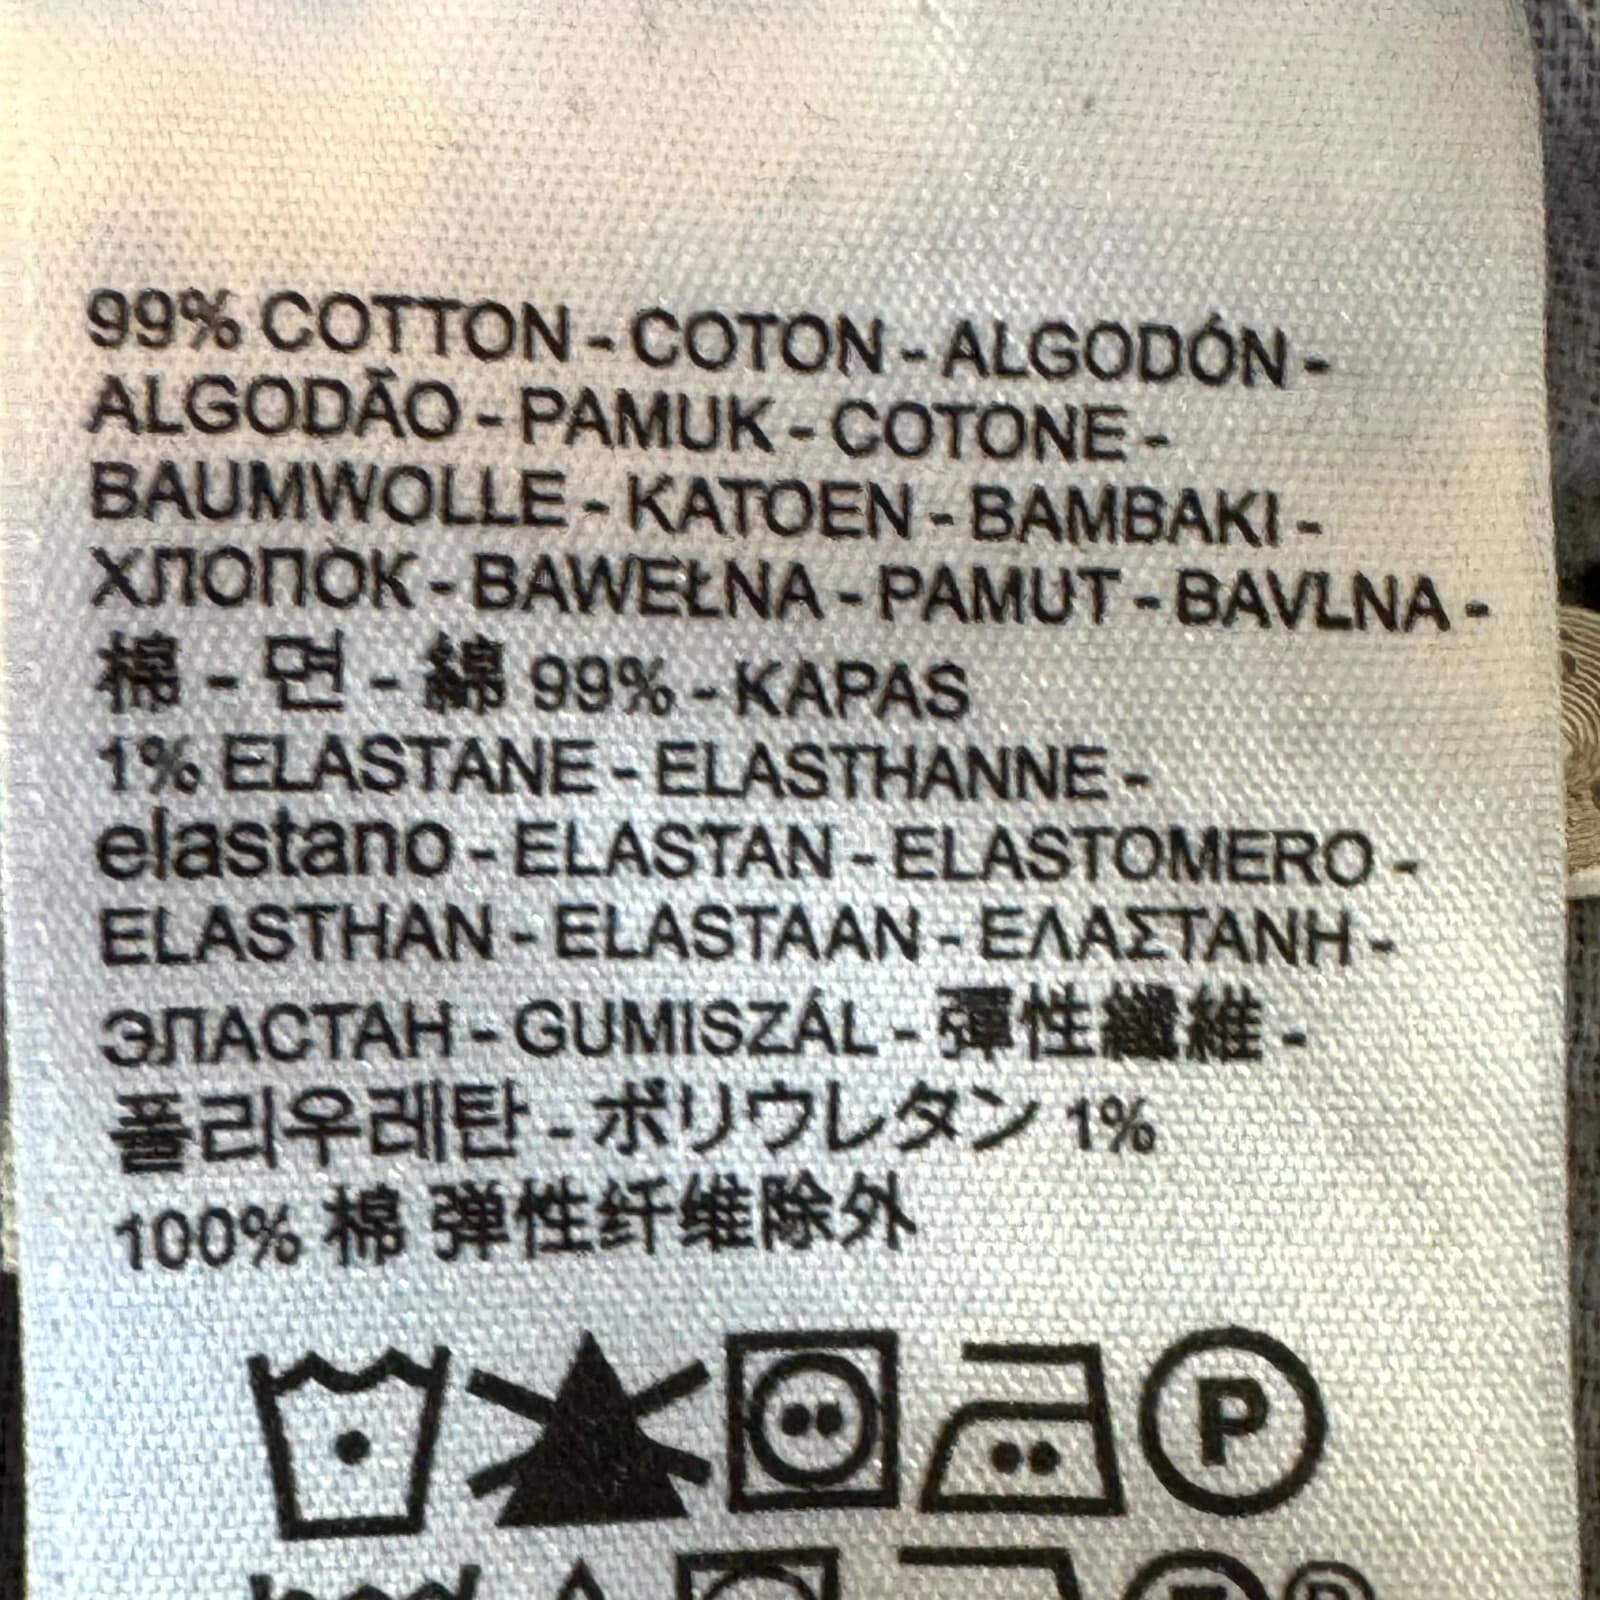 99% COTTON - COTON - ALGODÓN -
ALGODÃO - PAMUK - COTONE -
BAUMWOLLE - KATOEN - BAMBAKI -
ХЛОПОК - BAWEŁNA - PAMUT - BAVLNA -
棉 - 면 - 綿 99% - KAPAS
1% ELASTANE - ELASTHANNE -
elastano - ELASTAN - ELASTOMERO -
ELASTHAN - ELASTAAN - ΕΛΑΣΤΑΝΗ -
ЭЛАСТАН - GUMISZÁL - 彈性纖維 -
폴리우레탄 - ポリウレタン 1%
100% 棉 弹性纤维除外
P